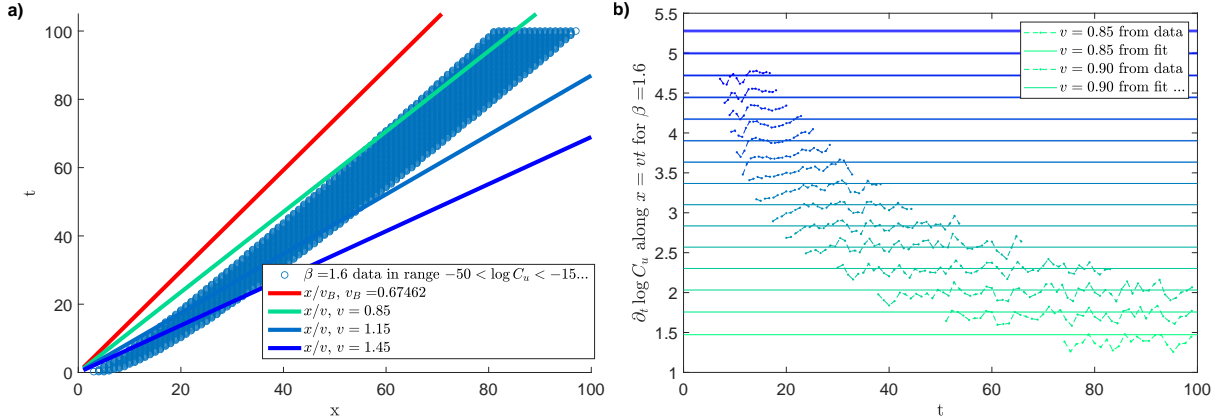 a)
100
80
60
40
20
0
t
0 20 40 60 80 100
x
β =1.6 data in range −50 < log C_u < −15...
x/v_B, v_B =0.67462
x/v, v = 0.85
x/v, v = 1.15
x/v, v = 1.45
b)
5.5
5
4.5
4
3.5
3
2.5
2
1.5
1
∂_t log C_u along x = vt for β =1.6
0 20 40 60 80 100
t
v = 0.85 from data
v = 0.85 from fit
v = 0.90 from data
v = 0.90 from fit ...